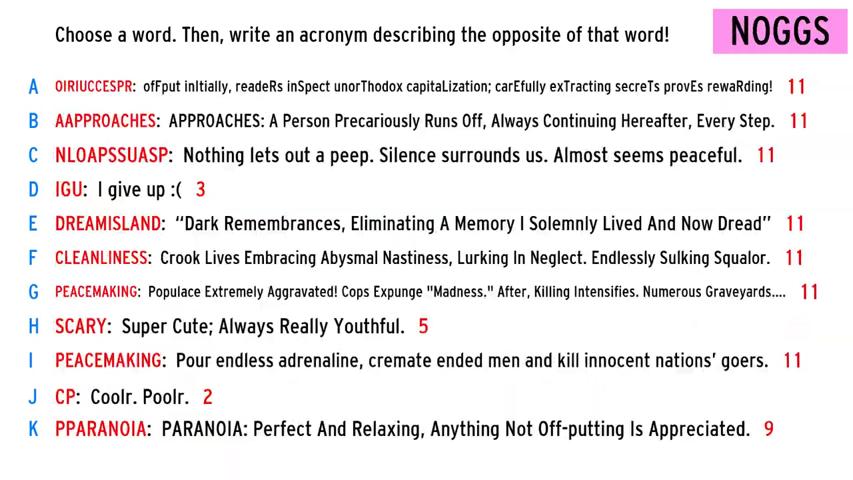 Choose a word. Then, write an acronym describing the opposite of that word!
NOGGS
A OIRIUCCESPR: ofFput inItially, readeRs inSpect unorThodox capitaLization; carEfully exTracting secreTs provEs rewaRding! 11
B AAPPROACHES: APPROACHES: A Person Precariously Runs Off, Always Continuing Hereafter, Every Step. 11
C NLOAPSSUASP: Nothing lets out a peep. Silence surrounds us. Almost seems peaceful. 11
D IGU: I give up :( 3
E DREAMISLAND: “Dark Remembrances, Eliminating A Memory I Solemnly Lived And Now Dread” 11
F CLEANLINESS: Crook Lives Embracing Abysmal Nastiness, Lurking In Neglect. Endlessly Sulking Squalor. 11
G PEACEMAKING: Populace Extremely Aggravated! Cops Expunge "Madness." After, Killing Intensifies. Numerous Graveyards.... 11
H SCARY: Super Cute; Always Really Youthful. 5
I PEACEMAKING: Pour endless adrenaline, cremate ended men and kill innocent nations’ goers. 11
J CP: Coolr. Poolr. 2
K PPARANOIA: PARANOIA: Perfect And Relaxing, Anything Not Off-putting Is Appreciated. 9